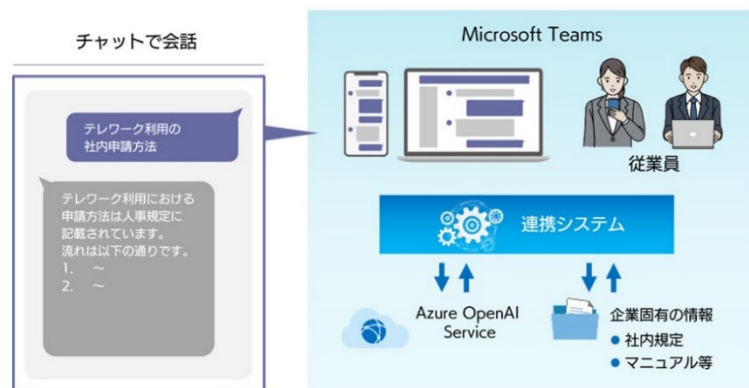 チャットで会話
テレワーク利用の
社内申請方法
テレワーク利用における
申請方法は人事規定に
記載されています。
流れは以下の通りです。
1. ～
2. ～
Microsoft Teams
従業員
連携システム
Azure OpenAI
Service
企業固有の情報
● 社内規定
● マニュアル等